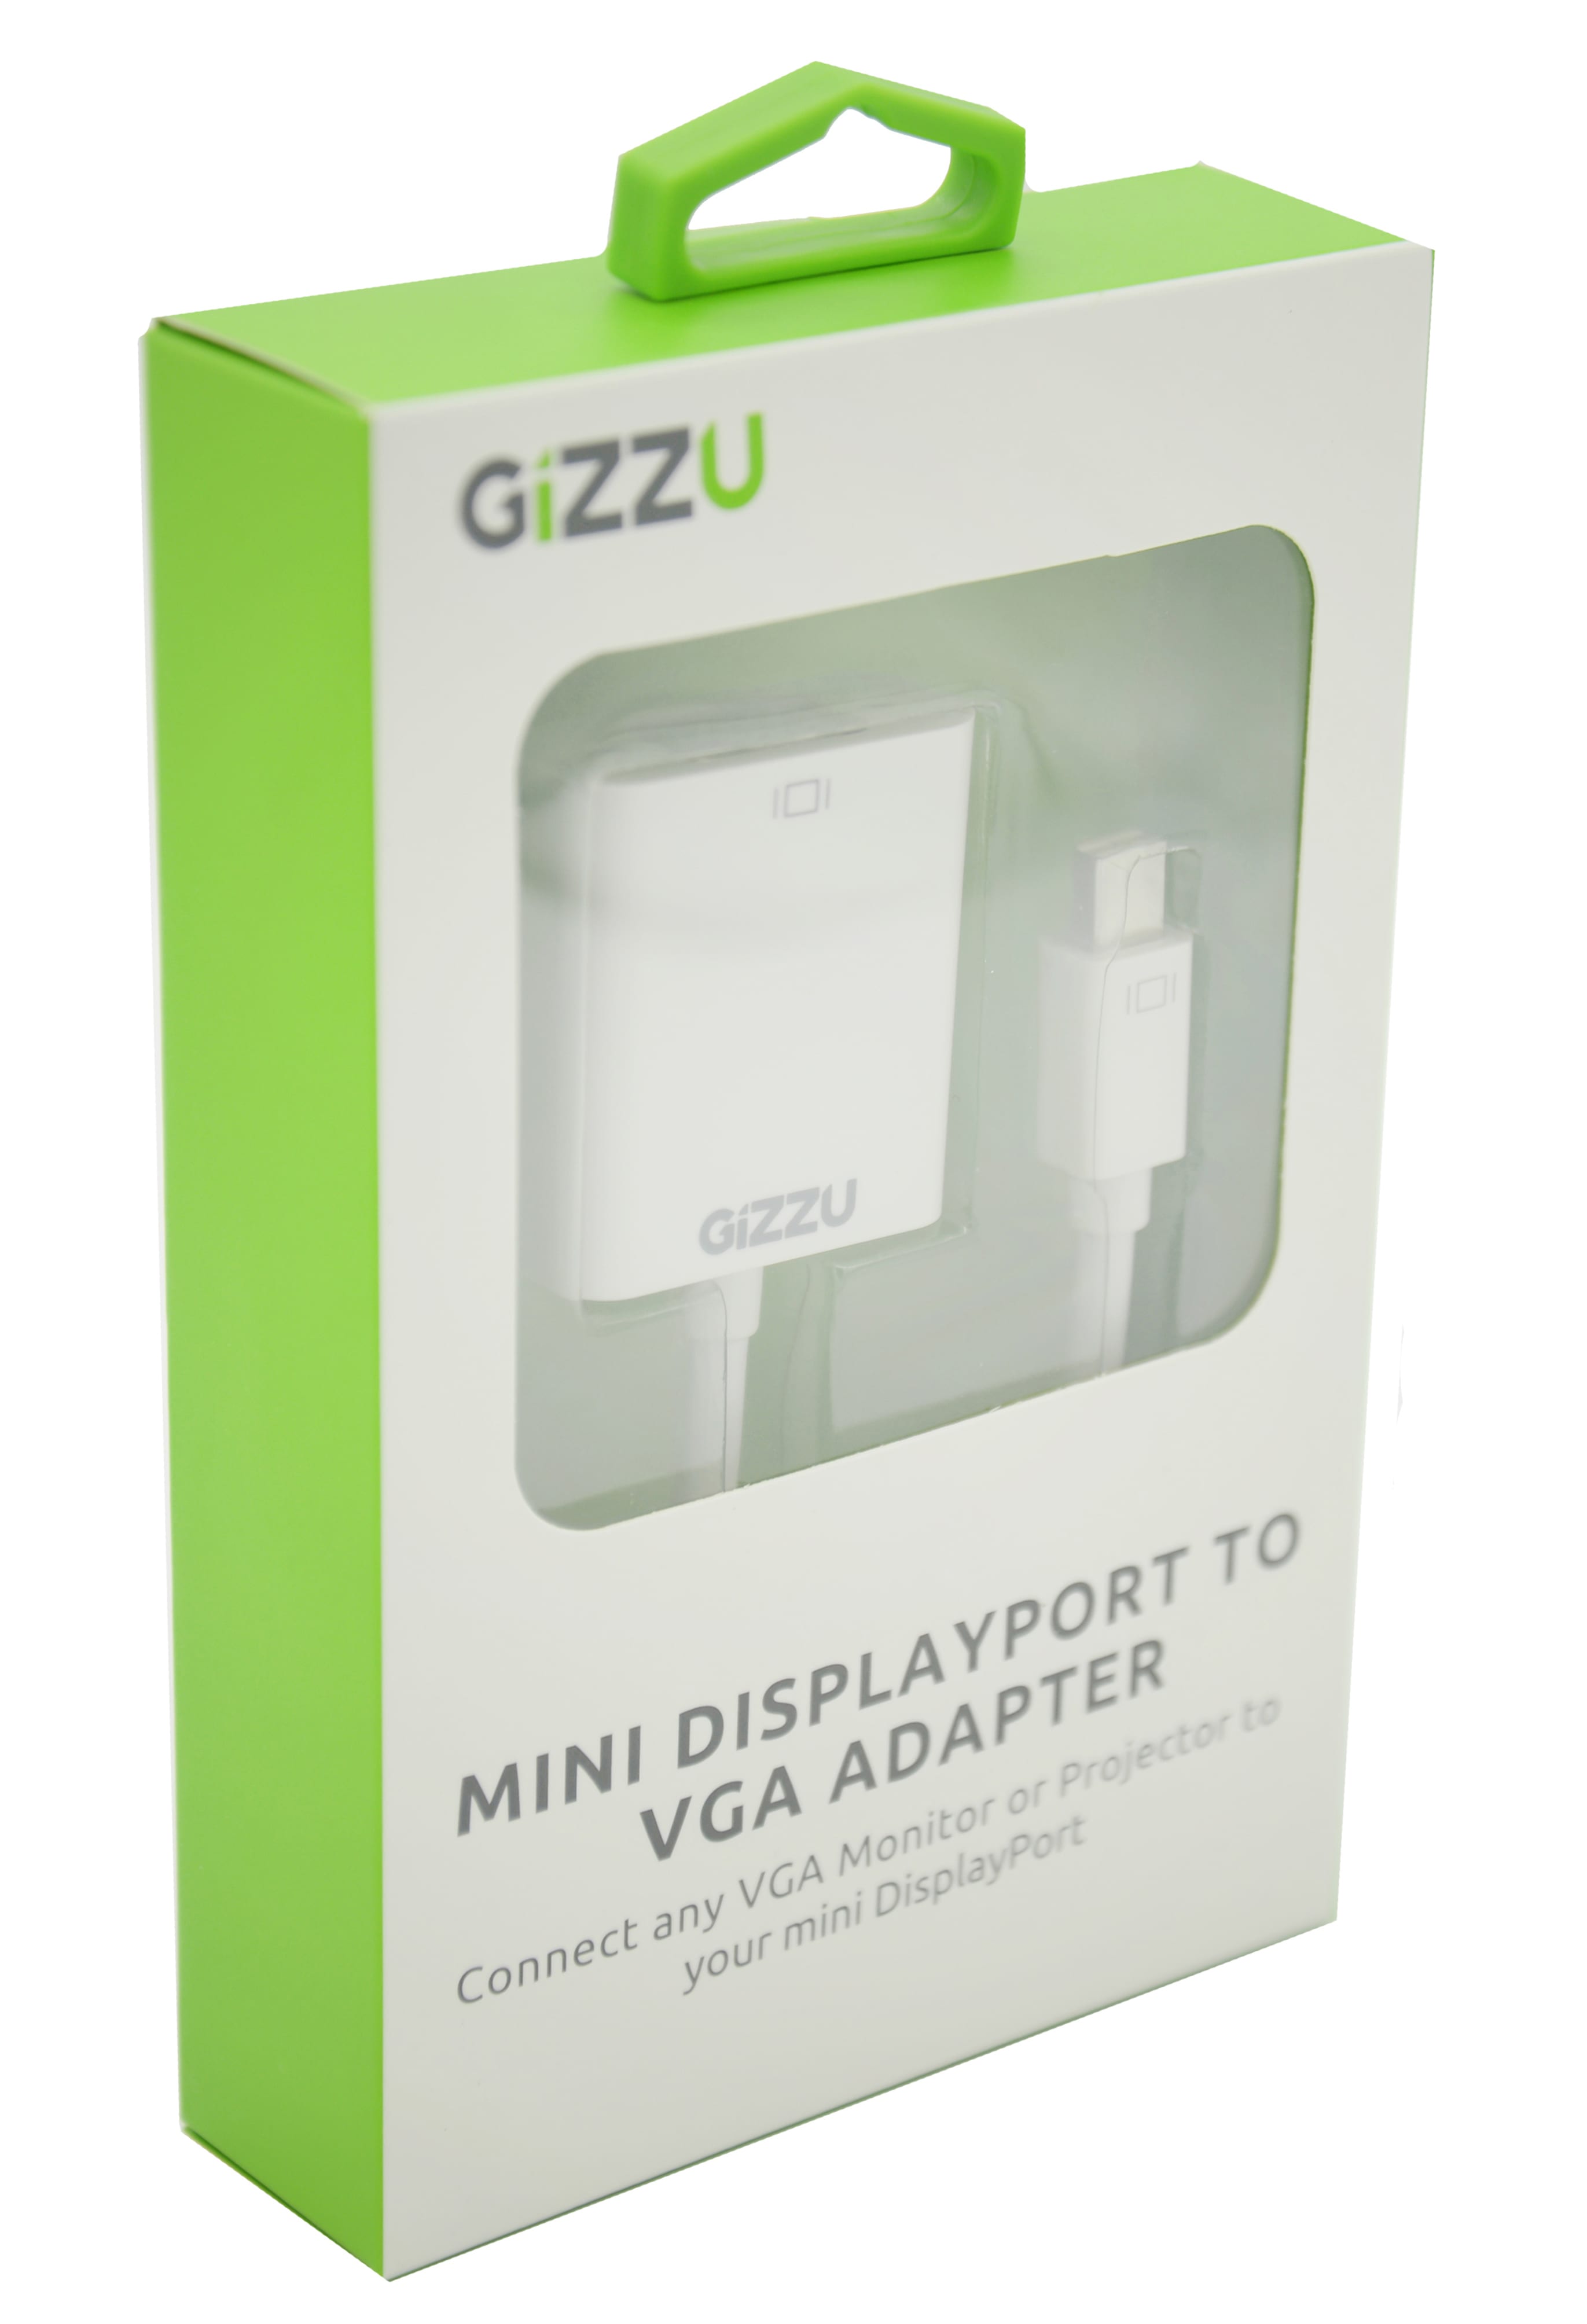 GiZZU
GiZZU
MINI DISPLAYPORT TO
VGA ADAPTER
Connect any VGA Monitor or Projector to
your mini DisplayPort